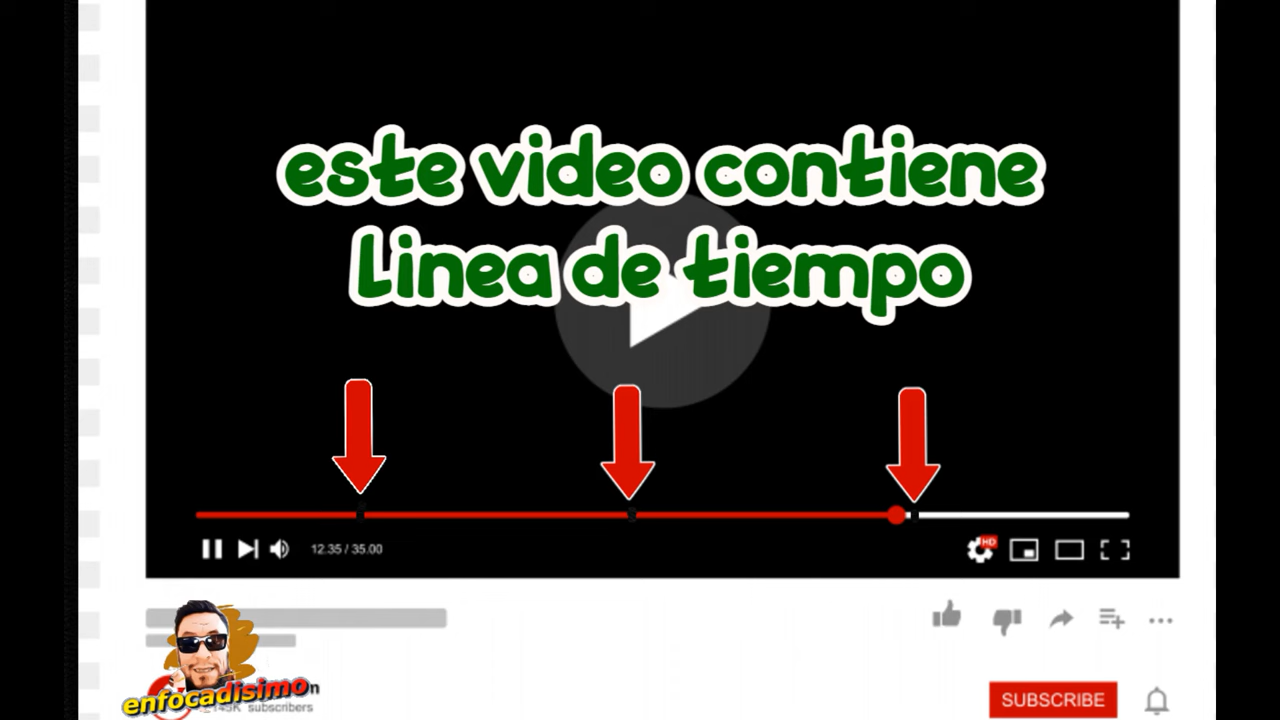 este video contiene
Linea de tiempo
12.35 / 35.00
HD
enfocadisimo
subscribers
SUBSCRIBE